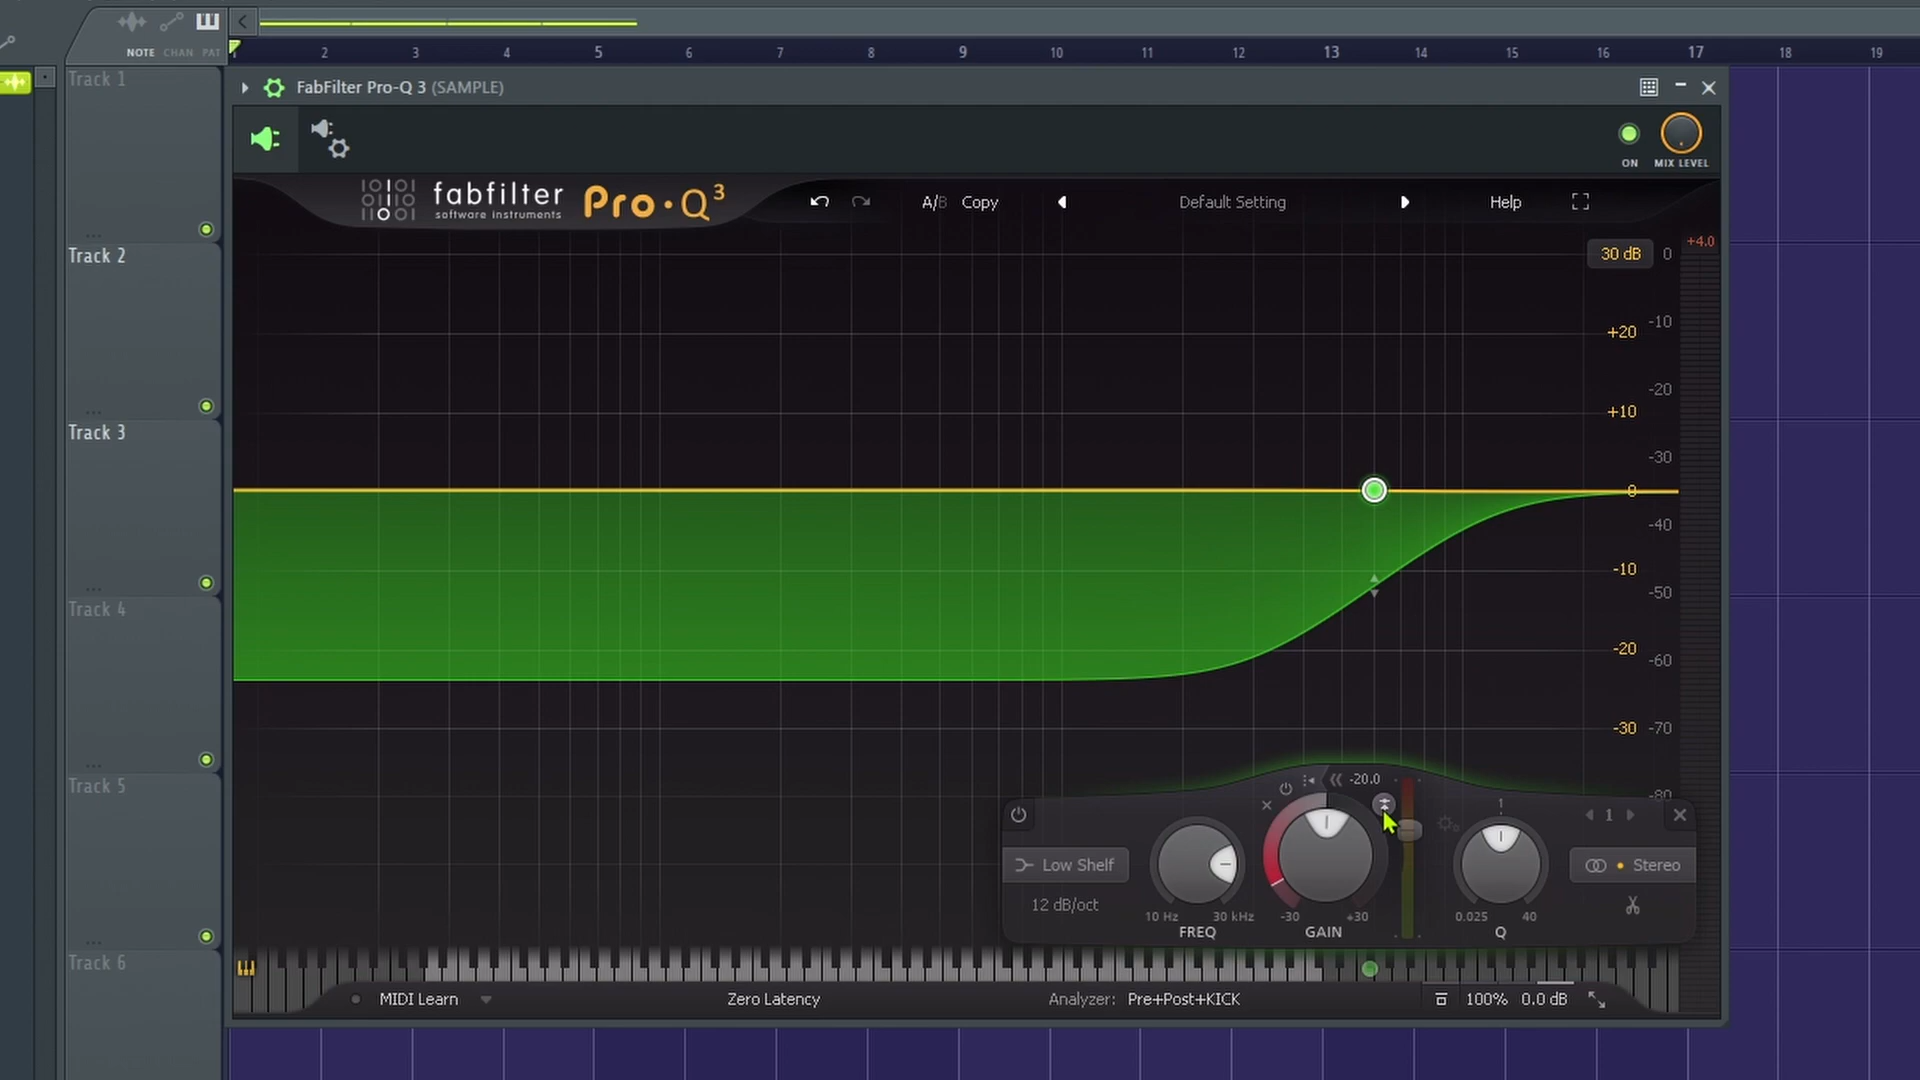 NOTE CHAN PAT
2 3 4 5 6 7 8 9 10 11 12 13 14 15 16 17 18 19
Track 1
FabFilter Pro-Q 3 (SAMPLE)
ON MIX LEVEL
fabfilter
software instruments
Pro·Q3
A/B Copy
Default Setting
Help
30 dB 0 +4.0
Track 2
-10
+20
-20
+10
Track 3
-30
0
-40
-10
-50
Track 4
-20 -60
-30 -70
Track 5
-20.0
-80
1
1
Low Shelf
Stereo
12 dB/oct
10 Hz 30 kHz -30 +30 0.025 40
FREQ GAIN Q
Track 6
MIDI Learn
Zero Latency
Analyzer: Pre+Post+KICK
100% 0.0 dB